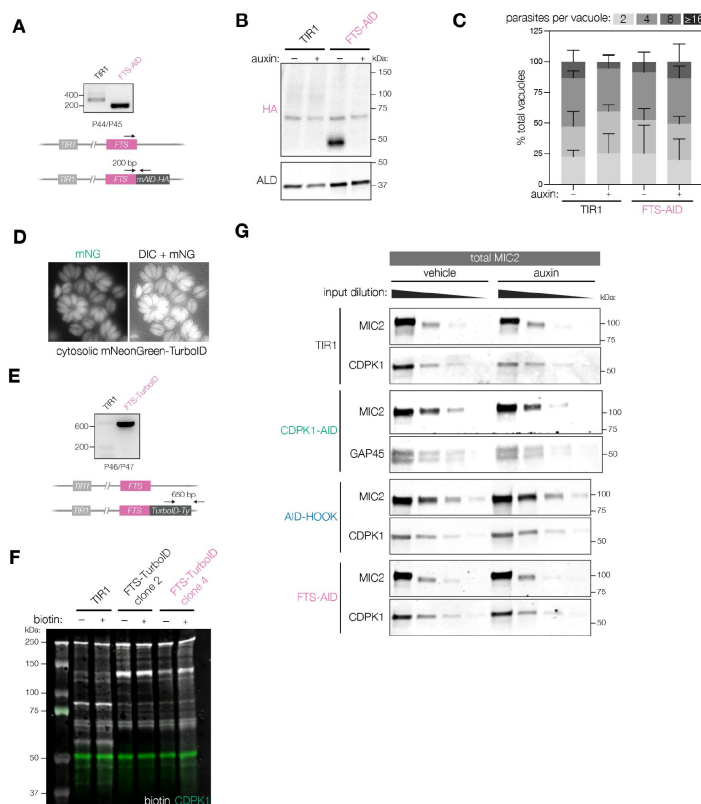 A
TIR1
FTS-AID
400
200
P44/P45
TIR1
FTS
200 bp
TIR1
FTS
mAID-HA
B
TIR1
FTS-AID
auxin:
– + – +
kDa:
HA
150
100
75
50
ALD
37
C
parasites per vacuole: 2 4 8 ≥16
% total vacuoles
125
100
75
50
25
0
auxin: – + – +
TIR1
FTS-AID
D
mNG
DIC + mNG
cytosolic mNeonGreen-TurboID
E
TIR1
FTS-TurboID
600
200
P46/P47
TIR1
FTS
650 bp
TIR1
FTS
TurboID-Ty
F
TIR1
FTS-TurboID clone 2
FTS-TurboID clone 4
biotin: – + – + – +
kDa:
250
150
100
75
50
37
biotin CDPK1
G
total MIC2
vehicle
auxin
input dilution:
kDa:
TIR1
MIC2
100
75
CDPK1
50
CDPK1-AID
MIC2
100
75
GAP45
50
AID-HOOK
MIC2
100
75
CDPK1
50
FTS-AID
MIC2
100
75
CDPK1
50